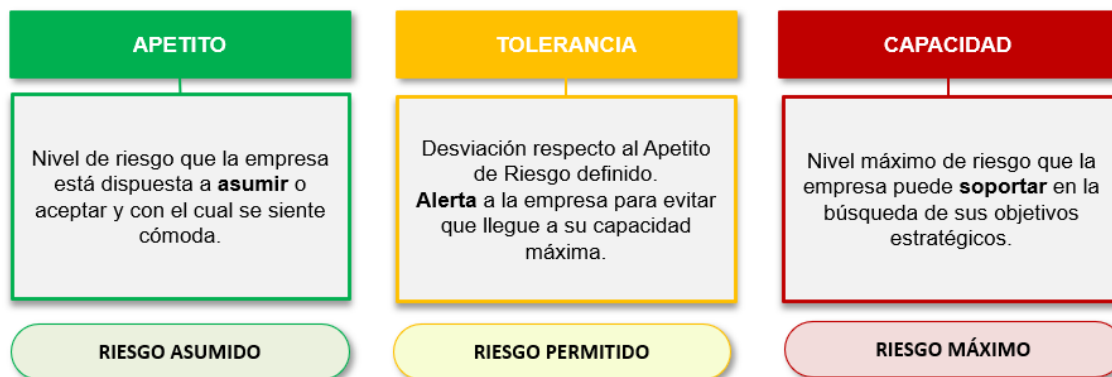 APETITO
Nivel de riesgo que la empresa
está dispuesta a asumir o
aceptar y con el cual se siente
cómoda.
RIESGO ASUMIDO
TOLERANCIA
Desviación respecto al Apetito
de Riesgo definido.
Alerta a la empresa para evitar
que llegue a su capacidad
máxima.
RIESGO PERMITIDO
CAPACIDAD
Nivel máximo de riesgo que la
empresa puede soportar en la
búsqueda de sus objetivos
estratégicos.
RIESGO MÁXIMO